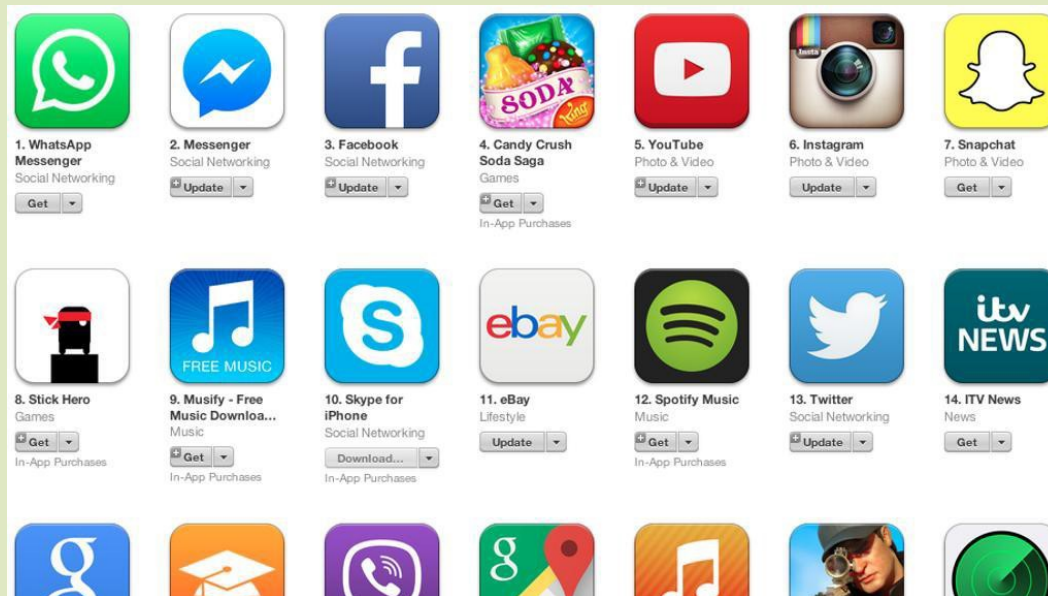 SODA
King
Insta
1. WhatsApp
Messenger
Social Networking
Get
2. Messenger
Social Networking
Update
3. Facebook
Social Networking
Update
4. Candy Crush
Soda Saga
Games
Get
In-App Purchases
5. YouTube
Photo & Video
Update
6. Instagram
Photo & Video
Update
7. Snapchat
Photo & Video
Get
FREE MUSIC
S
ebay
itv
NEWS
8. Stick Hero
Games
Get
In-App Purchases
9. Musify - Free
Music Downloa...
Music
Get
In-App Purchases
10. Skype for
iPhone
Social Networking
Download...
In-App Purchases
11. eBay
Lifestyle
Update
12. Spotify Music
Music
Get
In-App Purchases
13. Twitter
Social Networking
Update
14. ITV News
News
Get
g
g